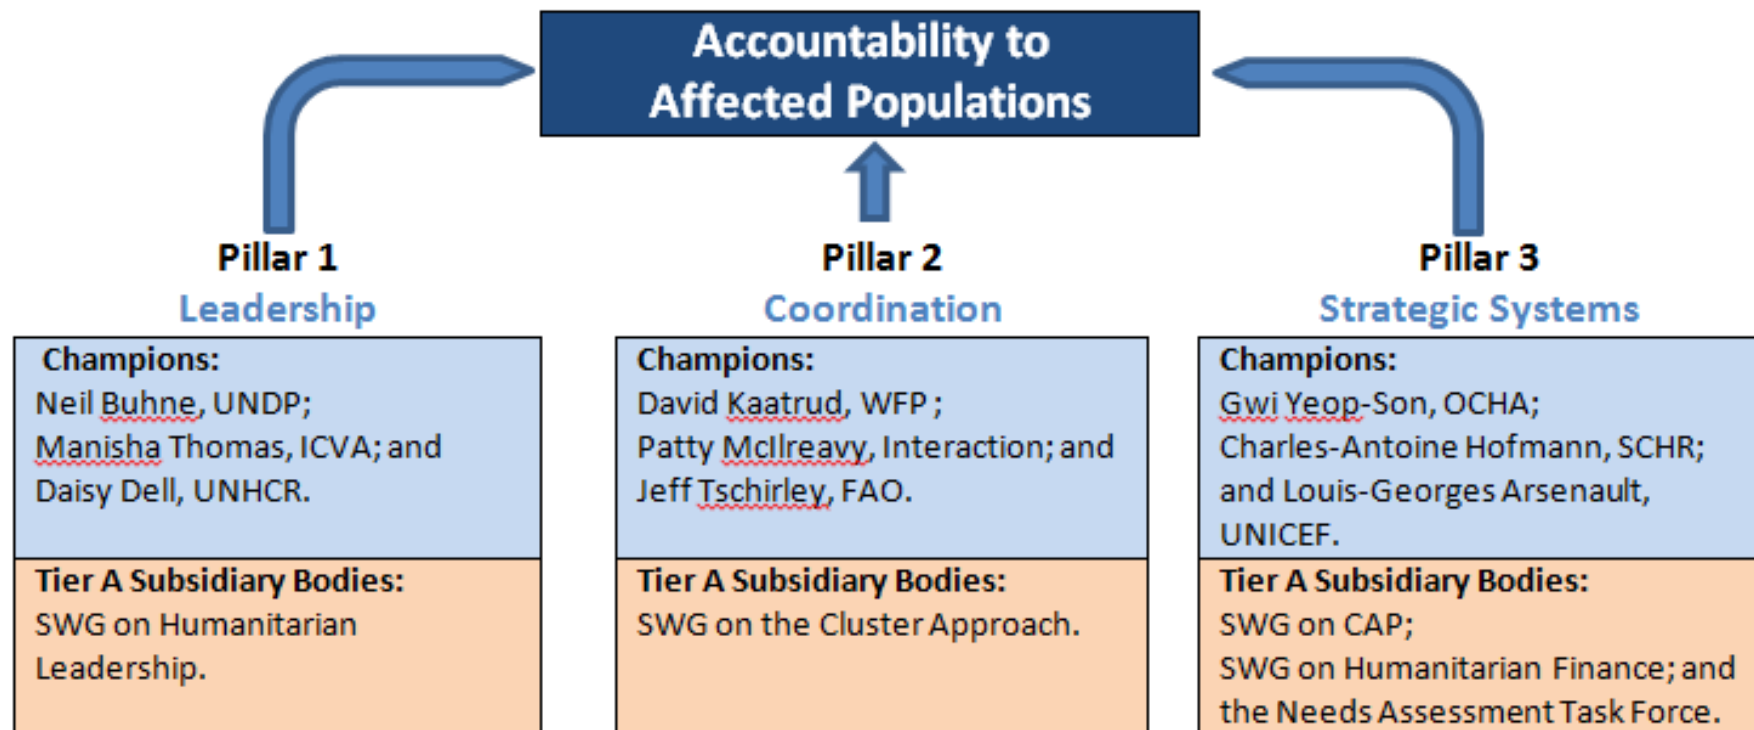 Accountability to
Affected Populations
Pillar 1
Leadership
Champions:
Neil Buhne, UNDP;
Manisha Thomas, ICVA; and
Daisy Dell, UNHCR.
Tier A Subsidiary Bodies:
SWG on Humanitarian
Leadership.
Pillar 2
Coordination
Champions:
David Kaatrud, WFP ;
Patty McIlreavy, Interaction; and
Jeff Tschirley, FAO.
Tier A Subsidiary Bodies:
SWG on the Cluster Approach.
Pillar 3
Strategic Systems
Champions:
Gwi Yeop-Son, OCHA;
Charles-Antoine Hofmann, SCHR;
and Louis-Georges Arsenault,
UNICEF.
Tier A Subsidiary Bodies:
SWG on CAP;
SWG on Humanitarian Finance; and
the Needs Assessment Task Force.